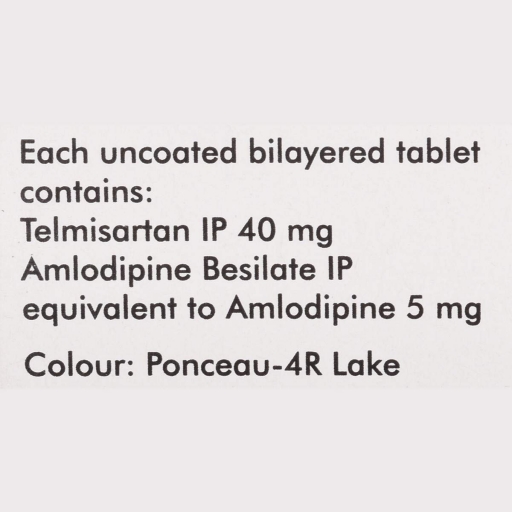 Each uncoated bilayered tablet
contains:
Telmisartan IP 40 mg
Amlodipine Besilate IP
equivalent to Amlodipine 5 mg
Colour: Ponceau-4R Lake